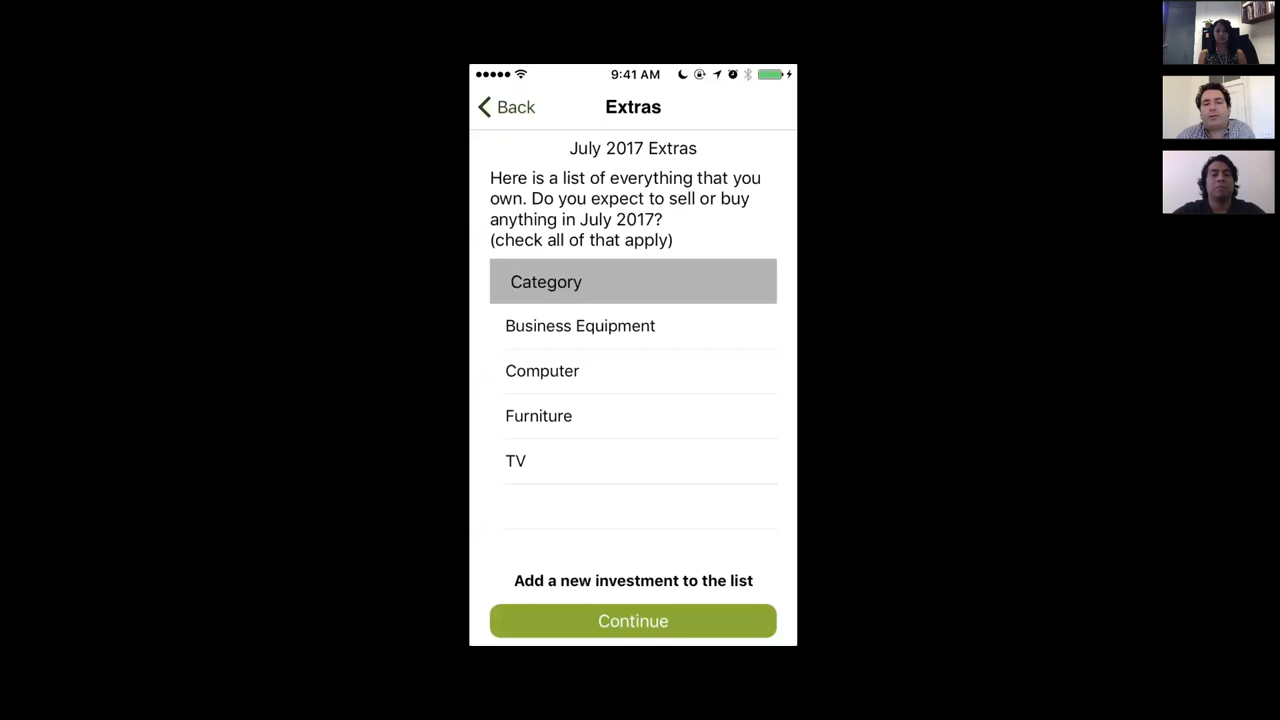 9:41 AM
Back
Extras
July 2017 Extras
Here is a list of everything that you
own. Do you expect to sell or buy
anything in July 2017?
(check all of that apply)
Category
Business Equipment
Computer
Furniture
TV
Add a new investment to the list
Continue